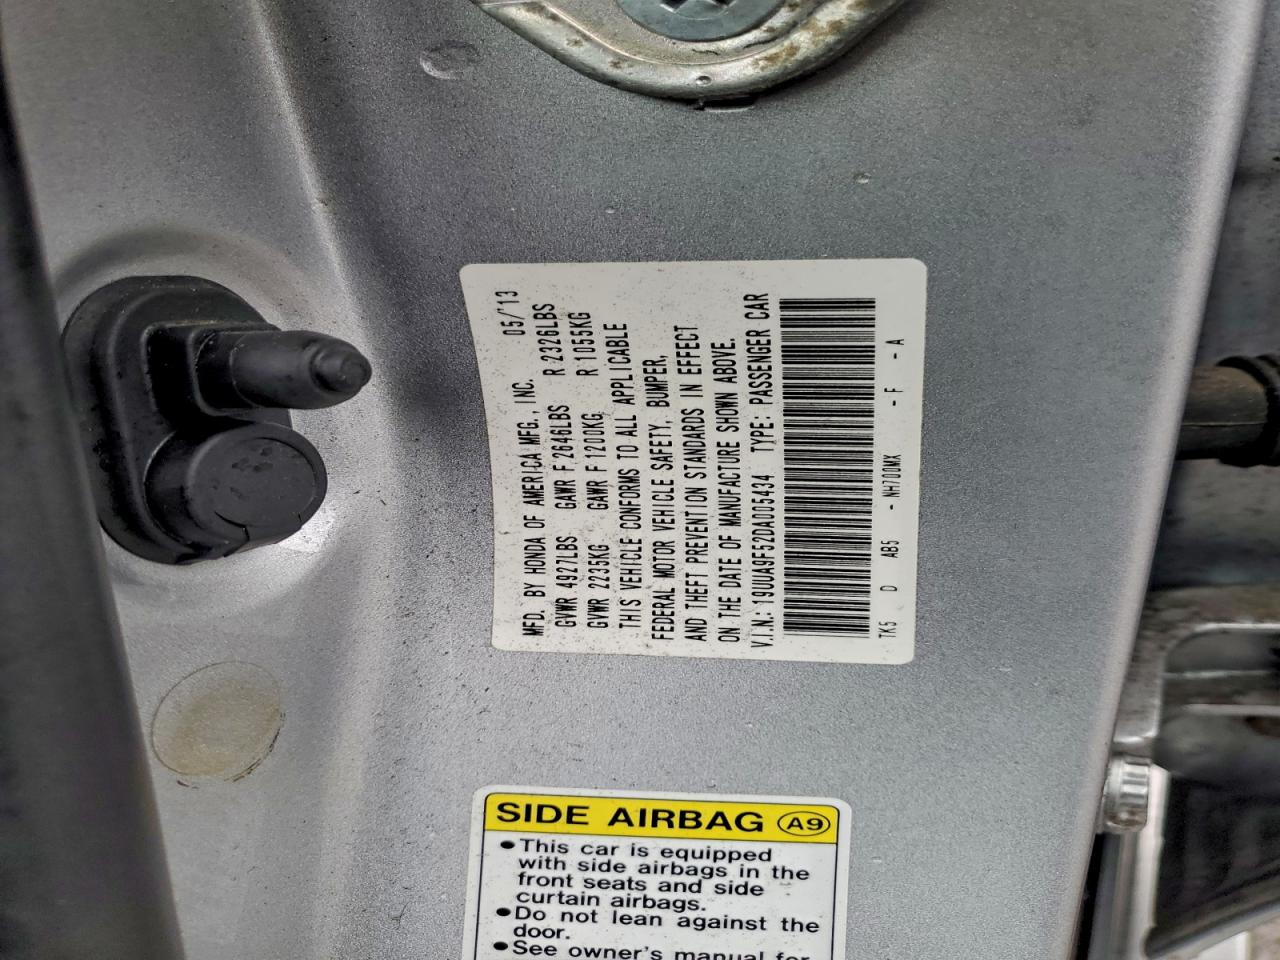 MFD. BY HONDA OF AMERICA MFG., INC. 05/'13
GVWR 4927LBS GAWR F 2646LBS R 2326LBS
GVWR 2235KG GAWR F 1200KG R 1055KG
THIS VEHICLE CONFORMS TO ALL APPLICABLE
FEDERAL MOTOR VEHICLE SAFETY, BUMPER,
AND THEFT PREVENTION STANDARDS IN EFFECT
ON THE DATE OF MANUFACTURE SHOWN ABOVE.
V.I.N.: 19UUA9F52DA005434 TYPE: PASSENGER CAR
TK5 D AB5 - NH700MX - F - A
SIDE AIRBAG A9
•This car is equipped
with side airbags in the
front seats and side
curtain airbags.
•Do not lean against the
door.
•See owner's manual for